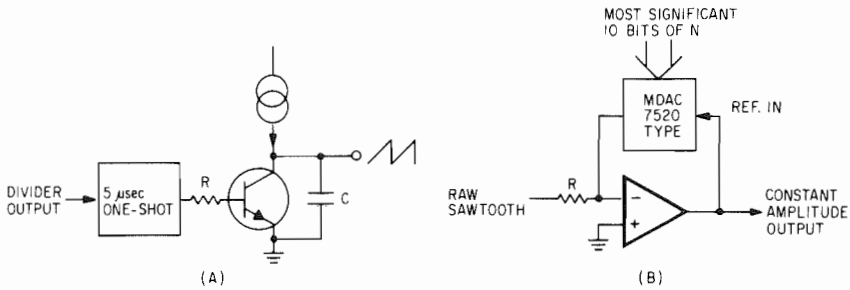 DIVIDER
OUTPUT
5 μsec
ONE-SHOT
R
C
(A)
MOST SIGNIFICANT
10 BITS OF N
MDAC
7520
TYPE
REF. IN
RAW
SAWTOOTH
R
−
+
CONSTANT
AMPLITUDE
OUTPUT
(B)